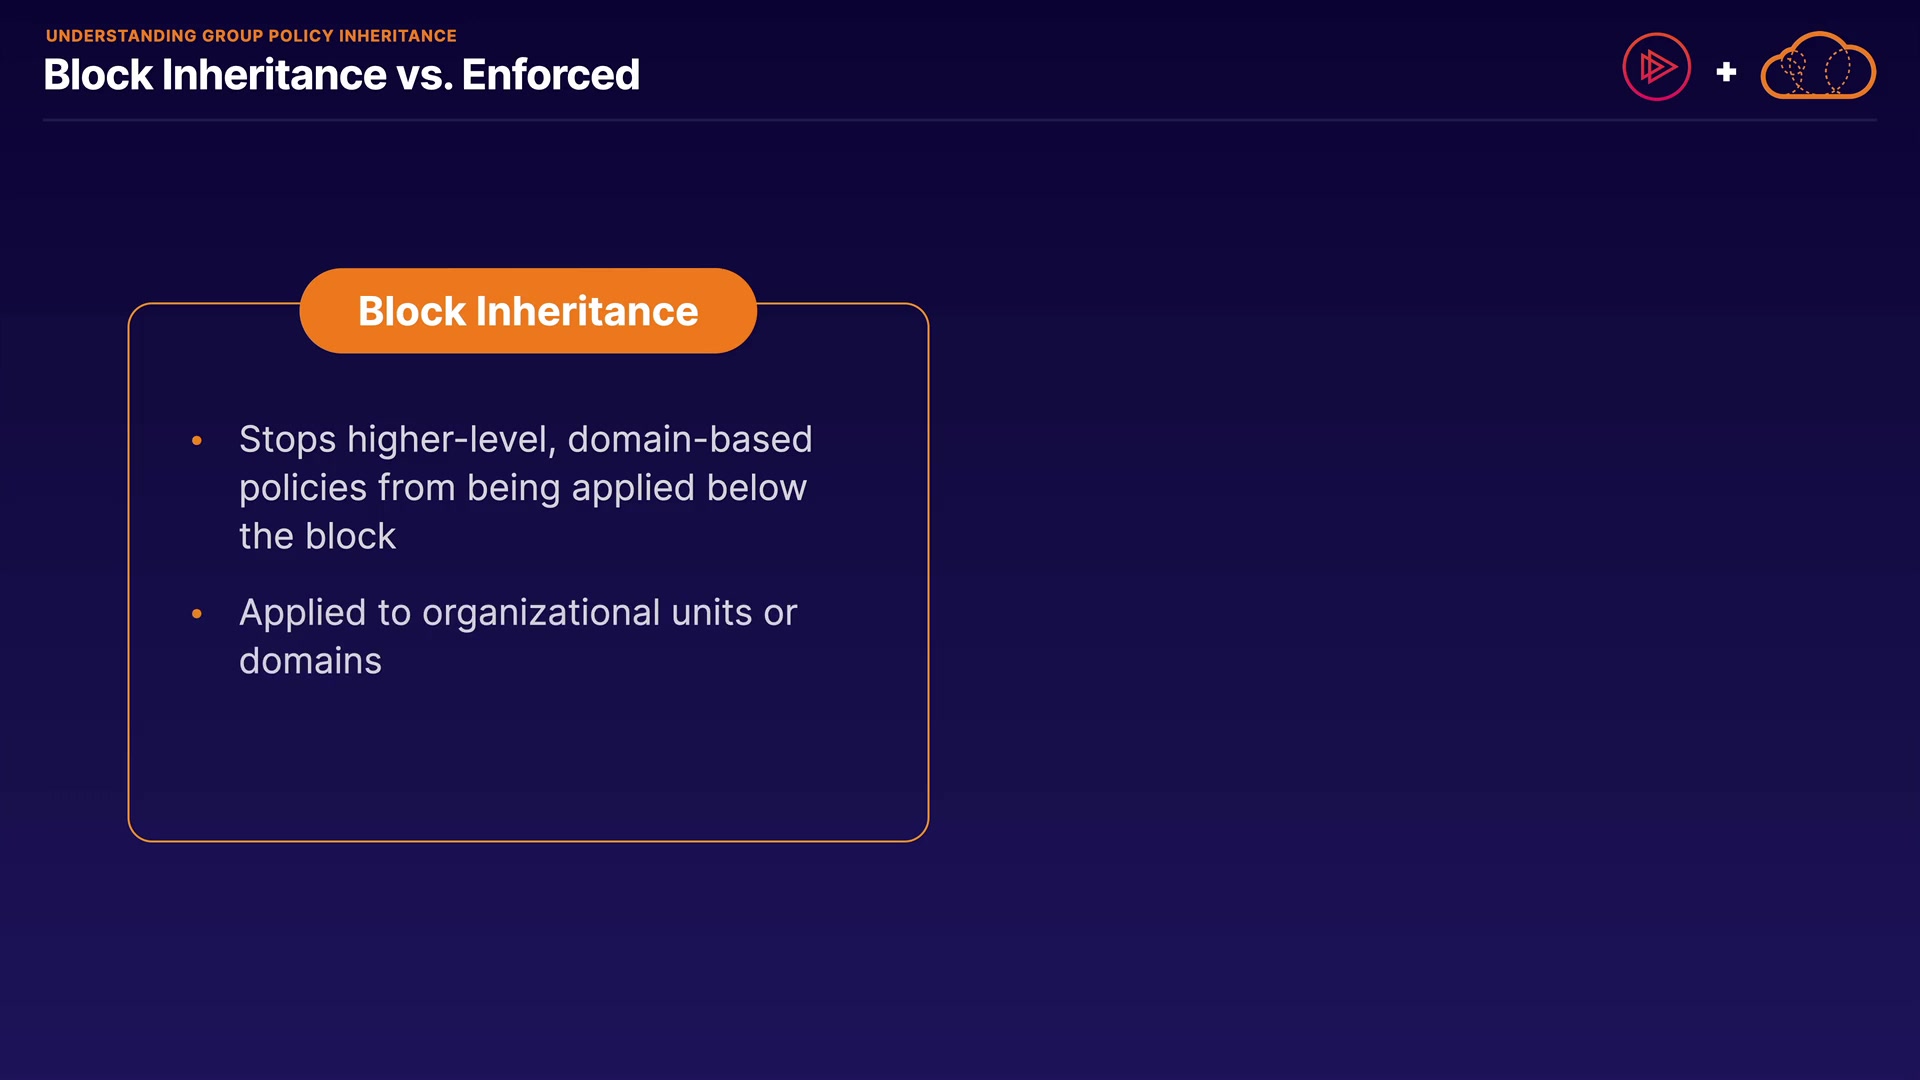 UNDERSTANDING GROUP POLICY INHERITANCE
Block Inheritance vs. Enforced
Block Inheritance
• Stops higher-level, domain-based
policies from being applied below
the block
• Applied to organizational units or
domains